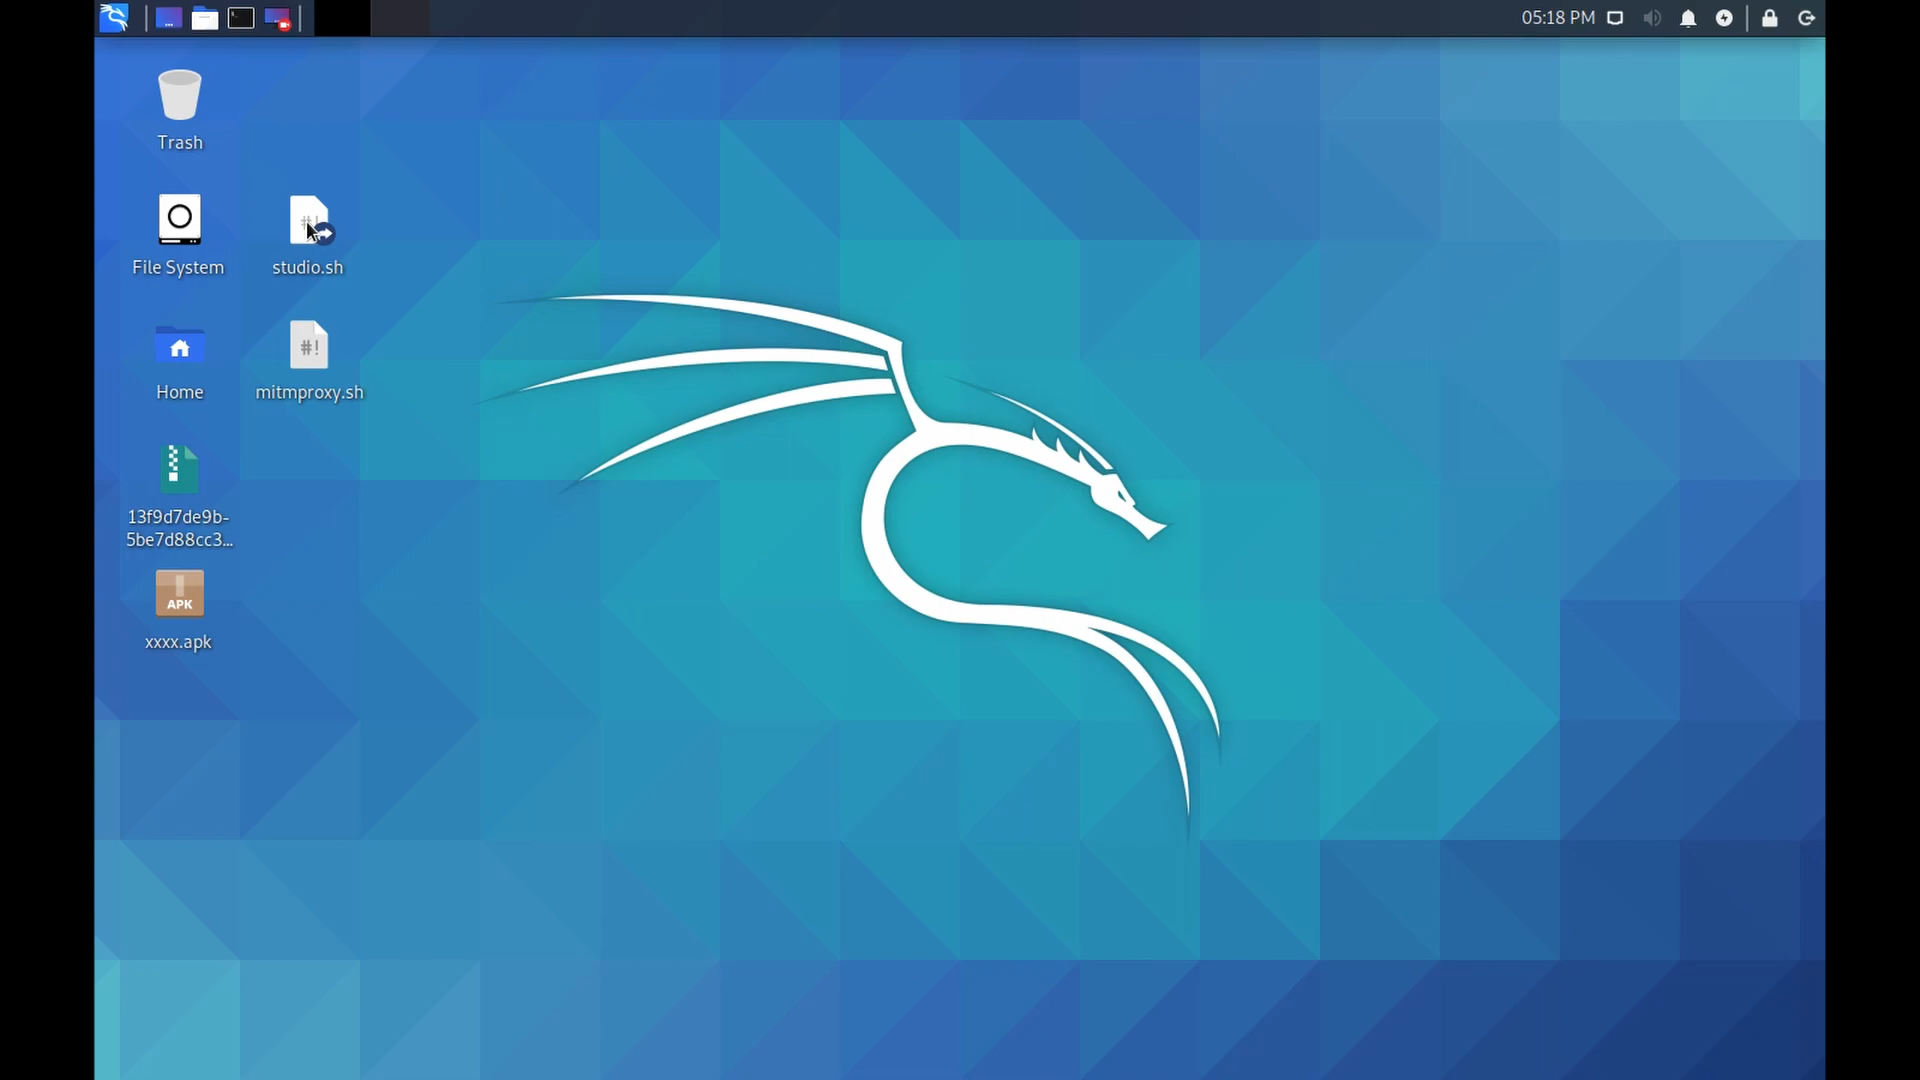 05:18 PM
Trash
File System
studio.sh
#!
Home
mitmproxy.sh
13f9d7de9b-
5be7d88cc3...
APK
xxxx.apk